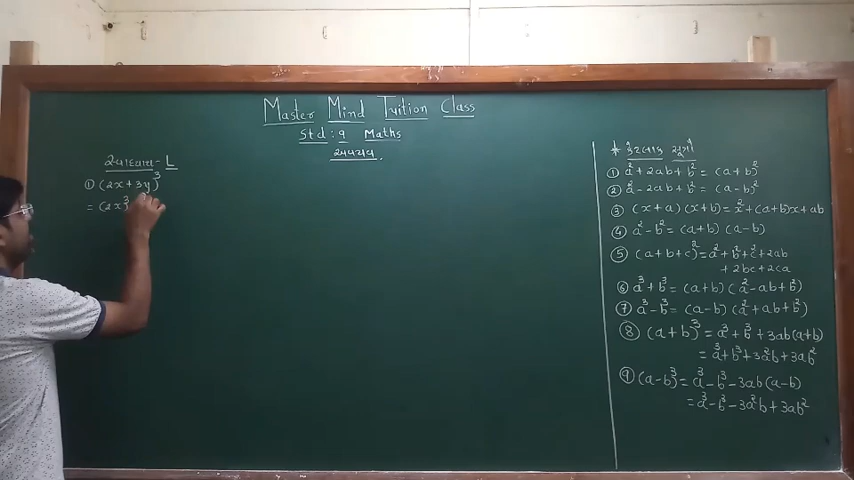 Master Mind Tuition Class
Std : 9 Maths
અવયવ.
સ્વાધ્યાય - L
① (2x+3y)³
= (2x)³
* કેટલાક સૂત્રો
① a²+2ab+b² = (a+b)²
② a²-2ab+b² = (a-b)²
③ (x+a)(x+b) = x²+(a+b)x+ab
④ a²-b² = (a+b)(a-b)
⑤ (a+b+c)² = a²+b²+c²+2ab
+2bc+2ca
⑥ a³+b³ = (a+b)(a²-ab+b²)
⑦ a³-b³ = (a-b)(a²+ab+b²)
⑧ (a+b)³ = a³+b³+3ab(a+b)
= a³+b³+3a²b+3ab²
⑨ (a-b)³ = a³-b³-3ab(a-b)
= a³-b³-3a²b+3ab²